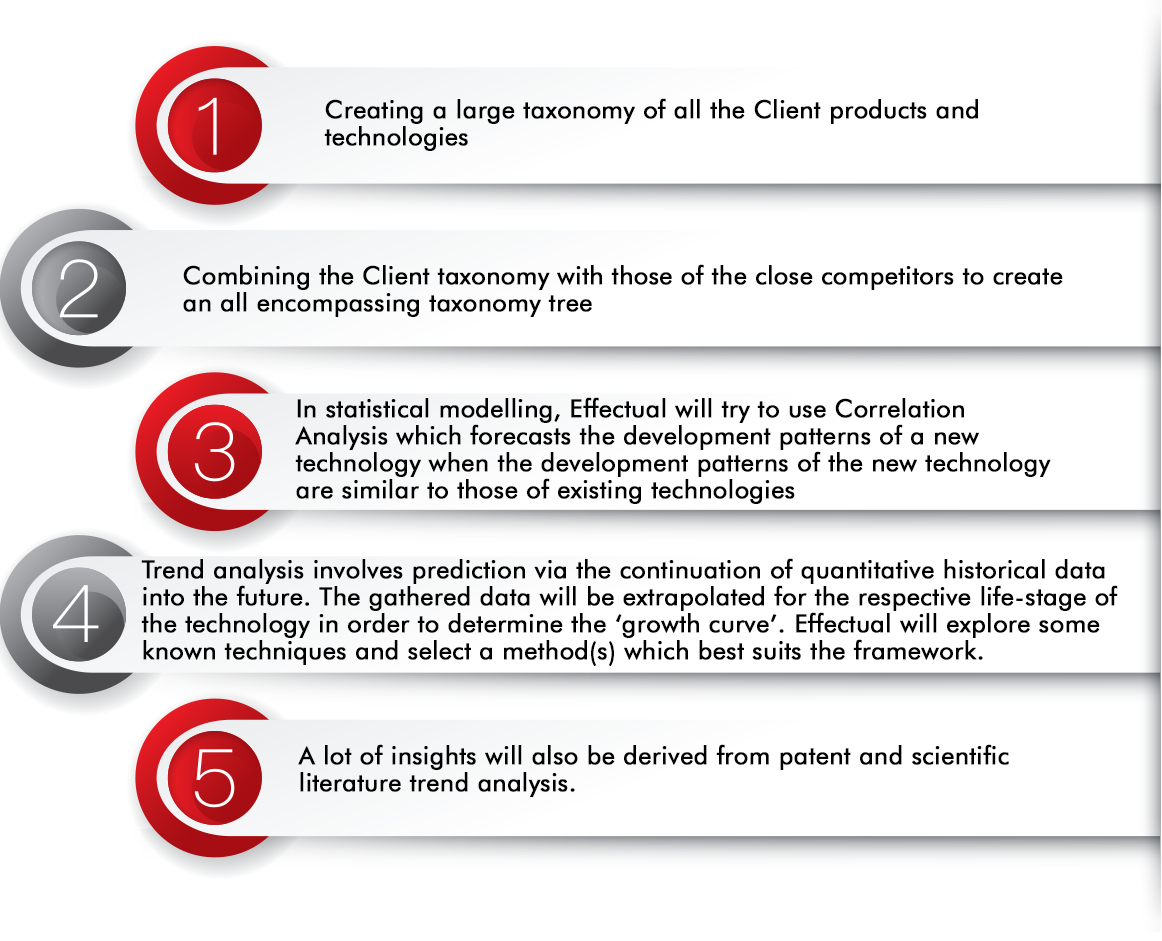 1
Creating a large taxonomy of all the Client products and
technologies
2
Combining the Client taxonomy with those of the close competitors to create
an all encompassing taxonomy tree
3
In statistical modelling, Effectual will try to use Correlation
Analysis which forecasts the development patterns of a new
technology when the development patterns of the new technology
are similar to those of existing technologies
4
Trend analysis involves prediction via the continuation of quantitative historical data
into the future. The gathered data will be extrapolated for the respective life-stage of
the technology in order to determine the ‘growth curve’. Effectual will explore some
known techniques and select a method(s) which best suits the framework.
5
A lot of insights will also be derived from patent and scientific
literature trend analysis.